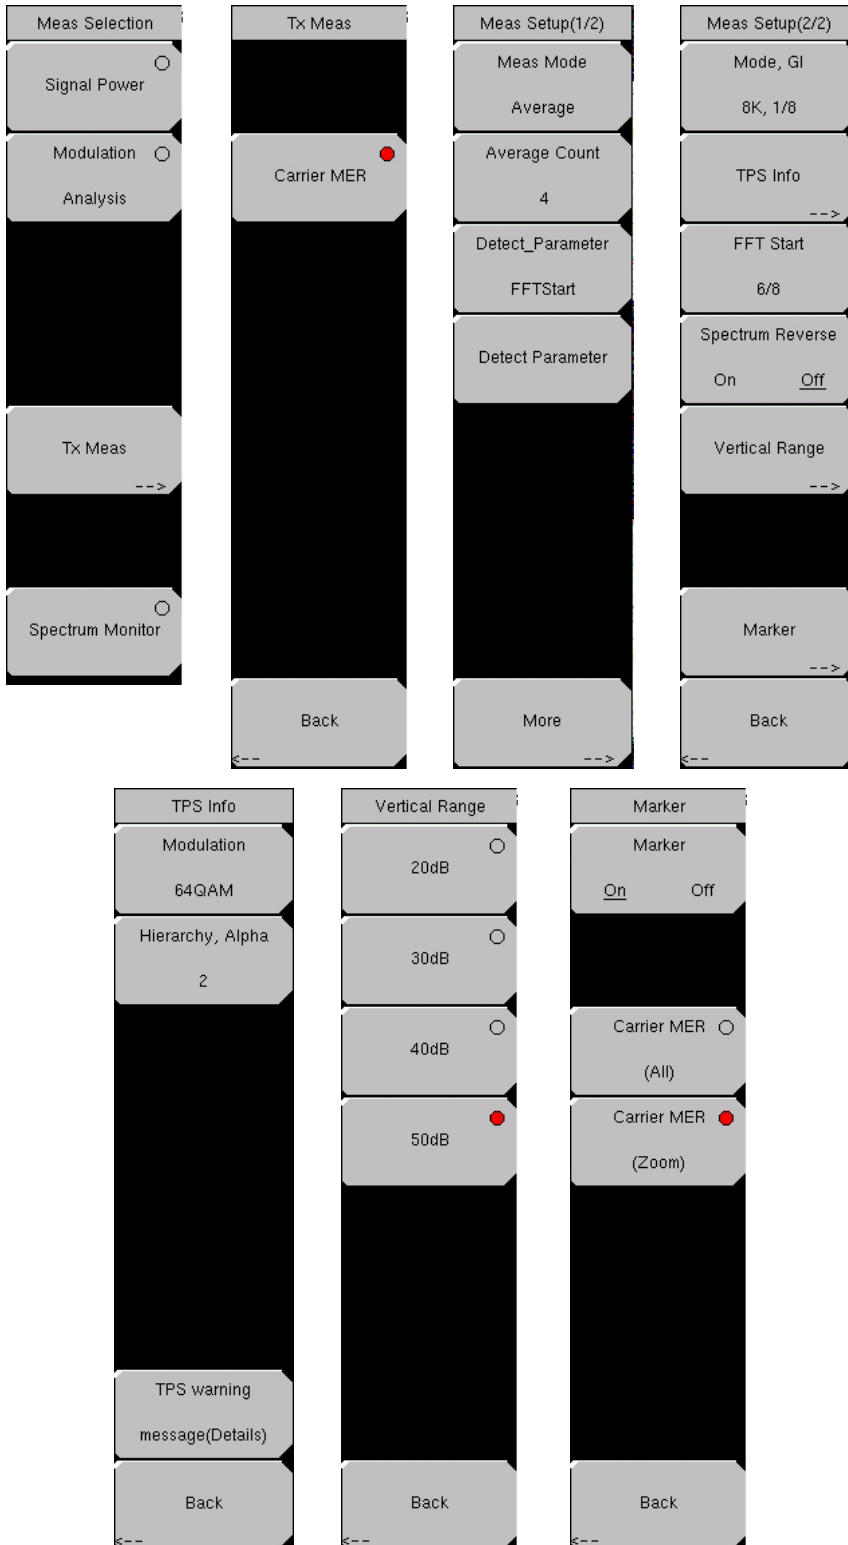 Meas Selection
Signal Power
Modulation
Analysis
Tx Meas
-->
Spectrum Monitor
Tx Meas
Carrier MER
Back
<--
Meas Setup(1/2)
Meas Mode
Average
Average Count
4
Detect_Parameter
FFTStart
Detect Parameter
More
-->
Meas Setup(2/2)
Mode, GI
8K, 1/8
TPS Info
-->
FFT Start
6/8
Spectrum Reverse
On Off
Vertical Range
-->
Marker
-->
Back
<--
TPS Info
Modulation
64QAM
Hierarchy, Alpha
2
TPS warning
message(Details)
Back
<--
Vertical Range
20dB
30dB
40dB
50dB
Back
<--
Marker
Marker
On Off
Carrier MER
(All)
Carrier MER
(Zoom)
Back
<--